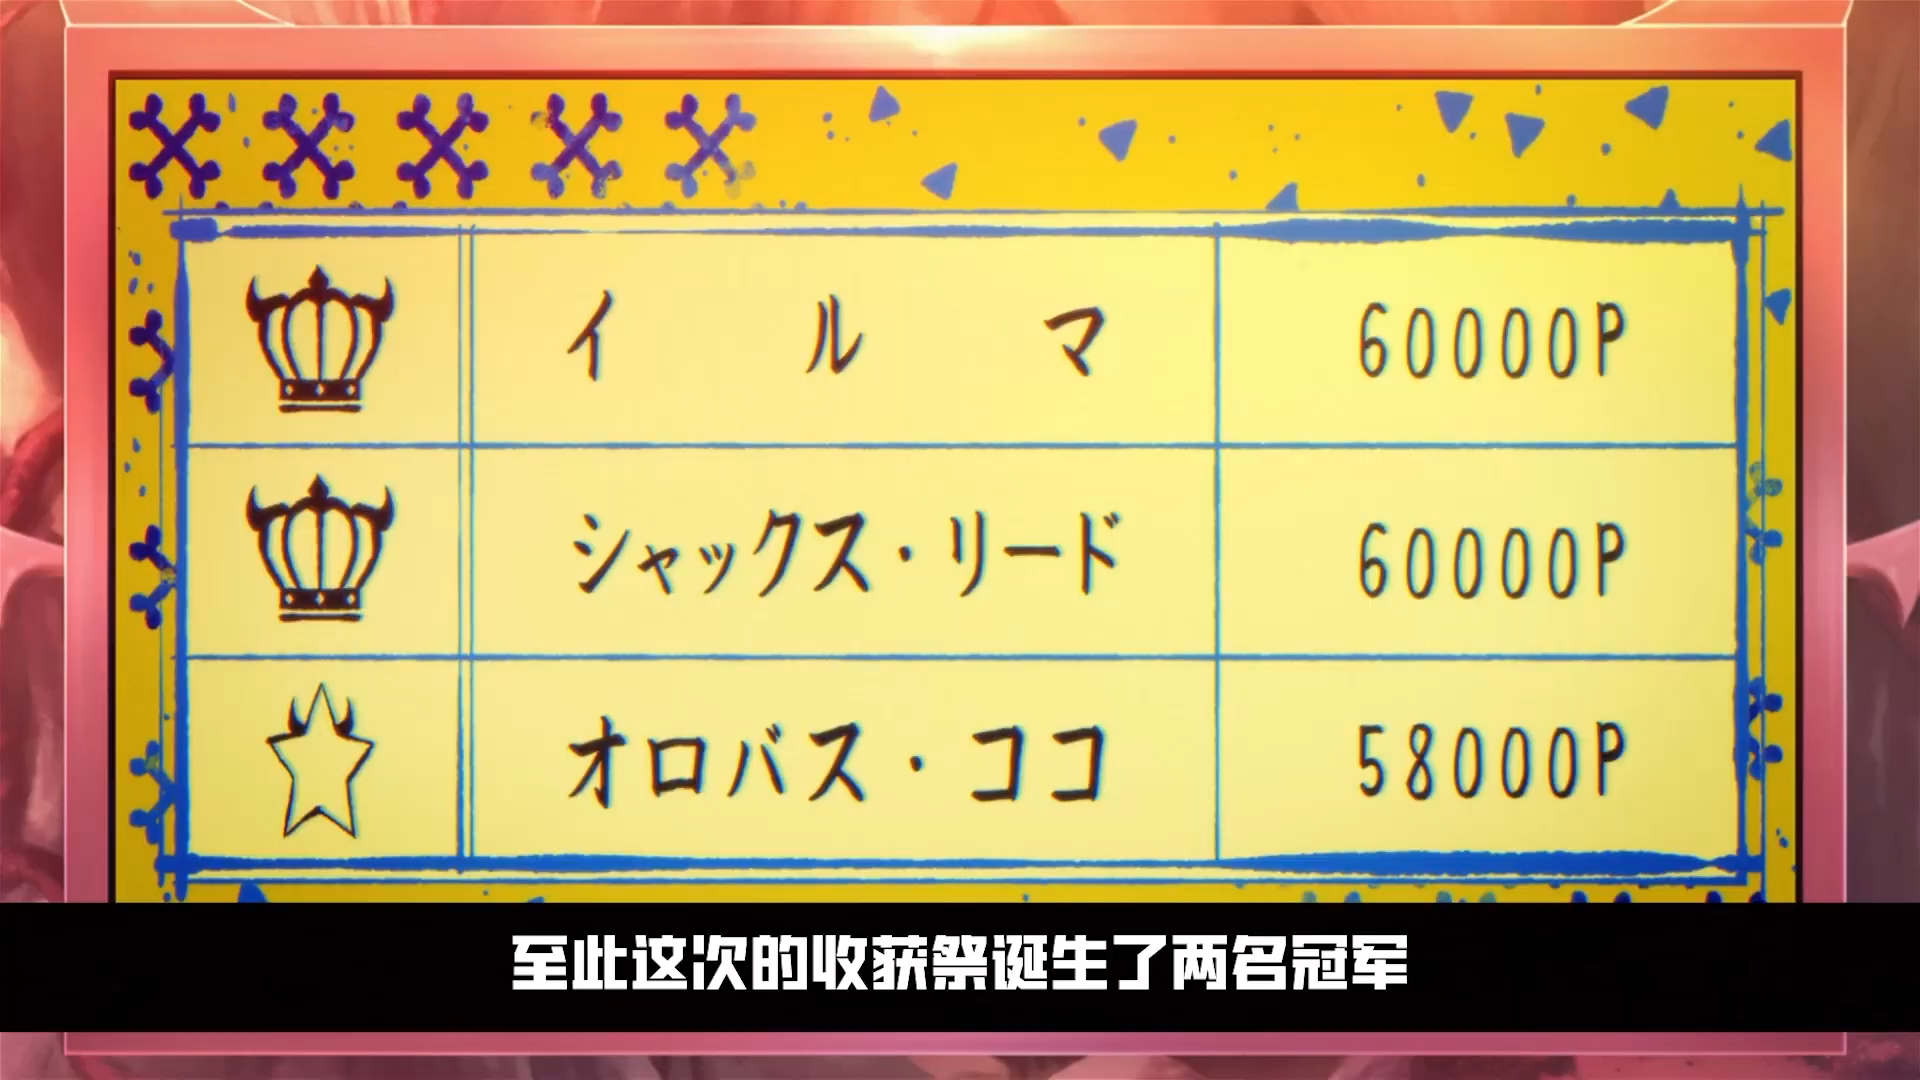 イルマ 60000P
シャックス・リード 60000P
オロバス・ココ 58000P
至此这次的收获祭诞生了两名冠军